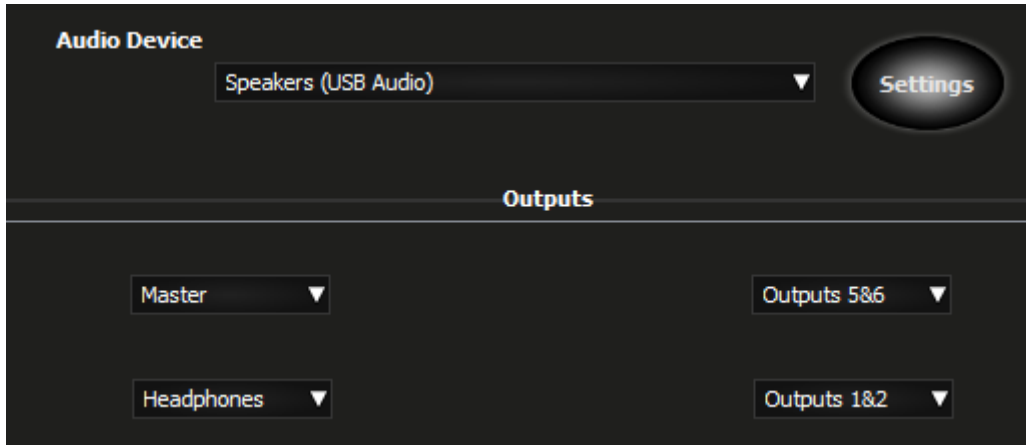 Audio Device
Speakers (USB Audio)
Settings
Outputs
Master
Outputs 5&6
Headphones
Outputs 1&2